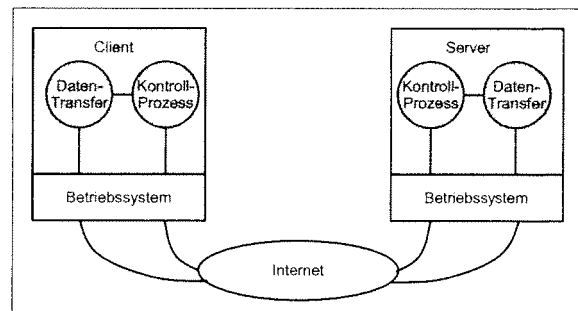 Client
Daten-
Transfer
Kontroll-
Prozess
Betriebssystem
Server
Kontroll-
Prozess
Daten-
Transfer
Betriebssystem
Internet